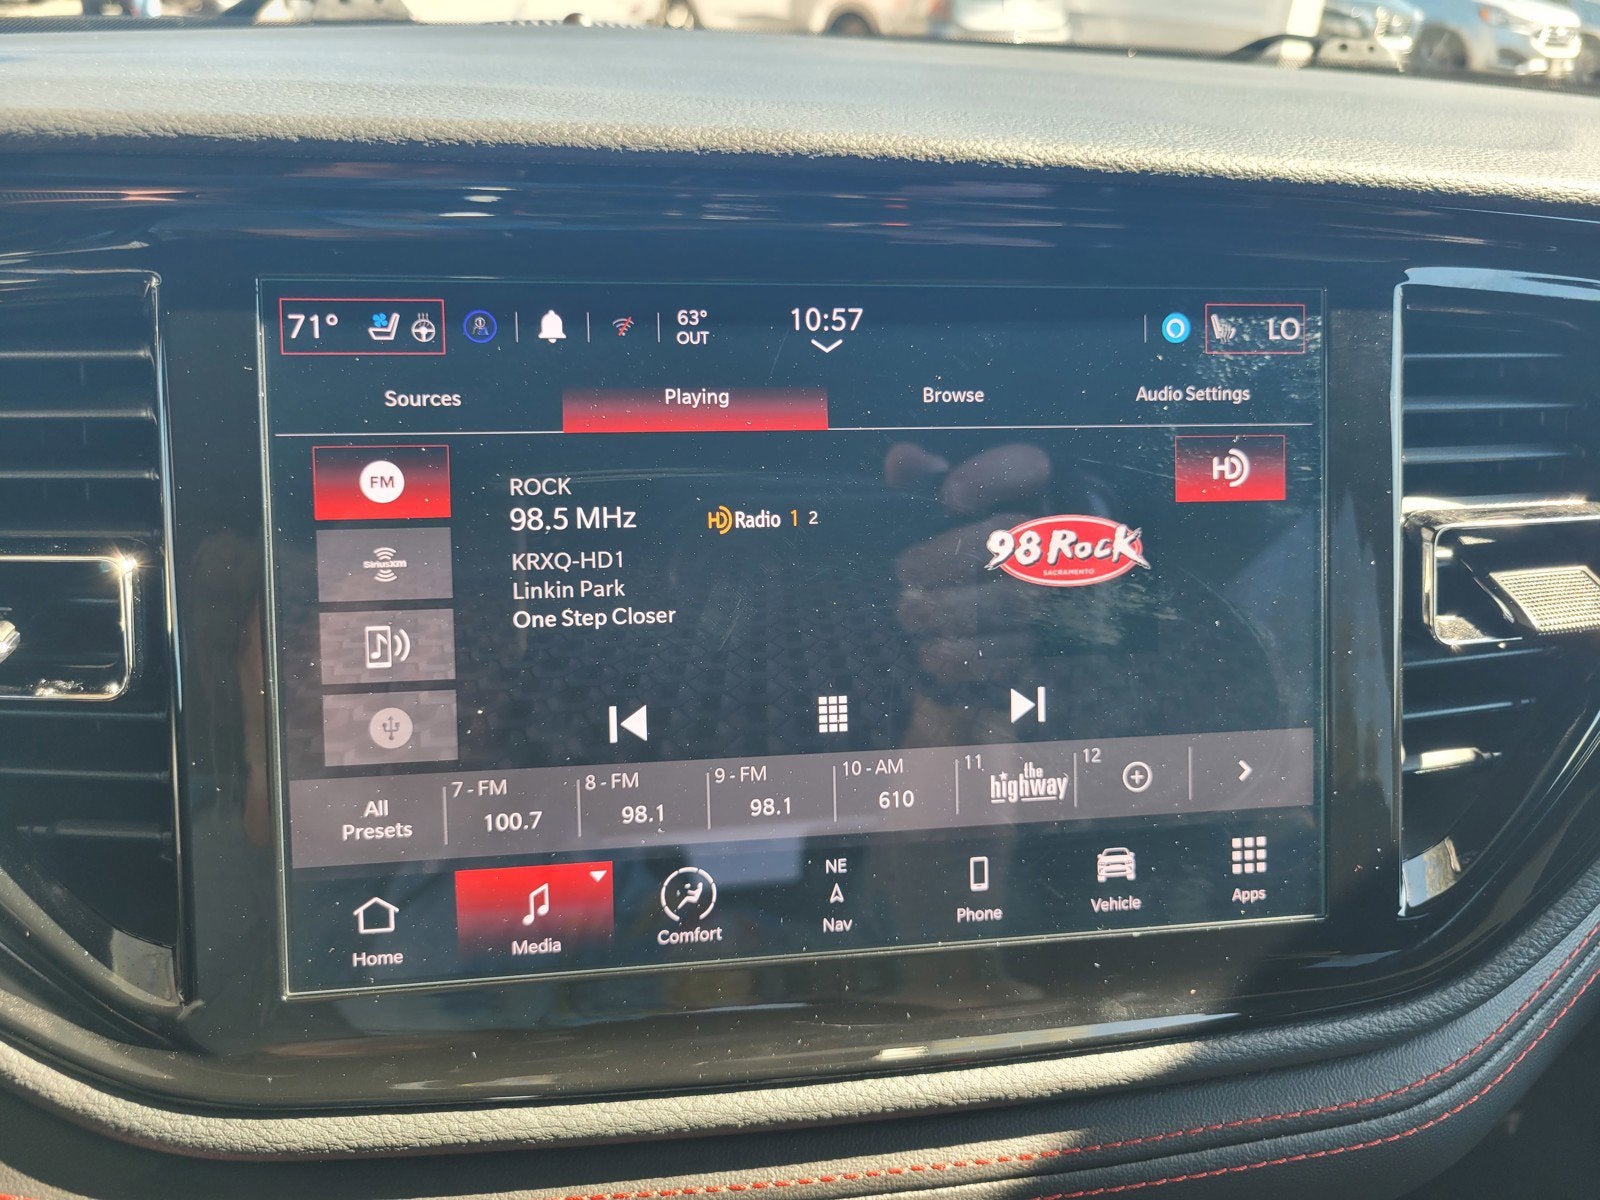 71° 63° 10:57 LO
OUT
Sources Playing Browse Audio Settings
FM
ROCK
98.5 MHz HD Radio 1 2
HD
SiriusXM
KRXQ-HD1
Linkin Park
One Step Closer
98 Rock
SACRAMENTO
All Presets
7 - FM
100.7
8 - FM
98.1
9 - FM
98.1
10 - AM
610
11
the
highway
12
Home
Media
Comfort
NE
Nav
Phone
Vehicle
Apps